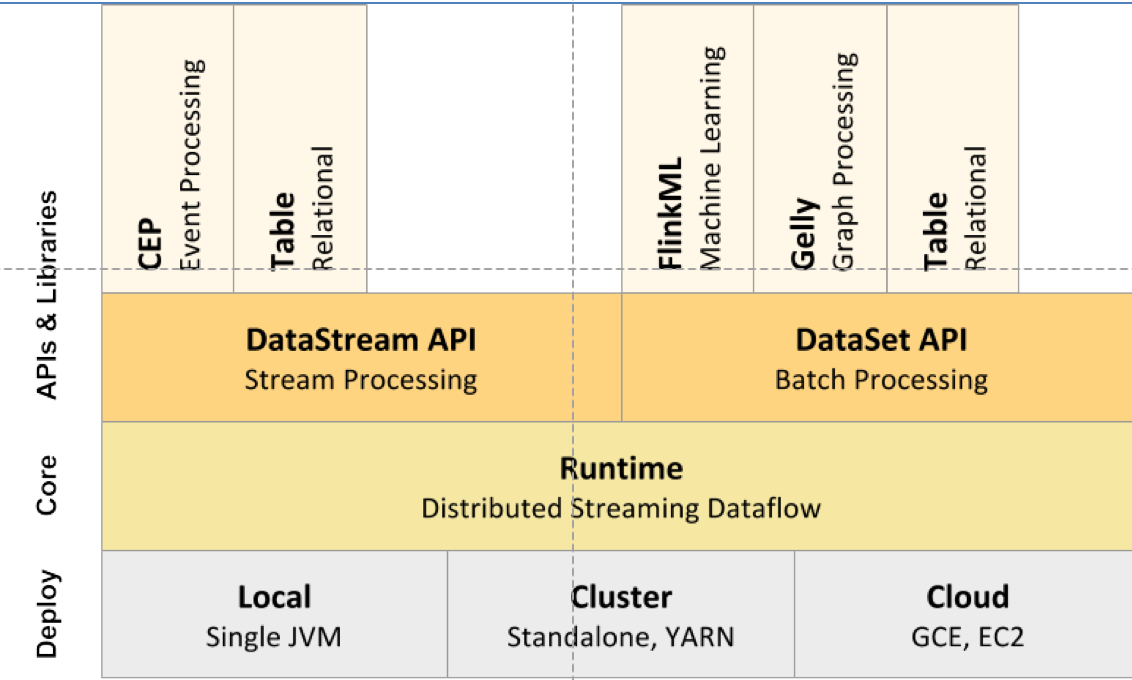 APIs & Libraries
CEP
Event Processing
Table
Relational
FlinkML
Machine Learning
Gelly
Graph Processing
Table
Relational
DataStream API
Stream Processing
DataSet API
Batch Processing
Core
Runtime
Distributed Streaming Dataflow
Deploy
Local
Single JVM
Cluster
Standalone, YARN
Cloud
GCE, EC2